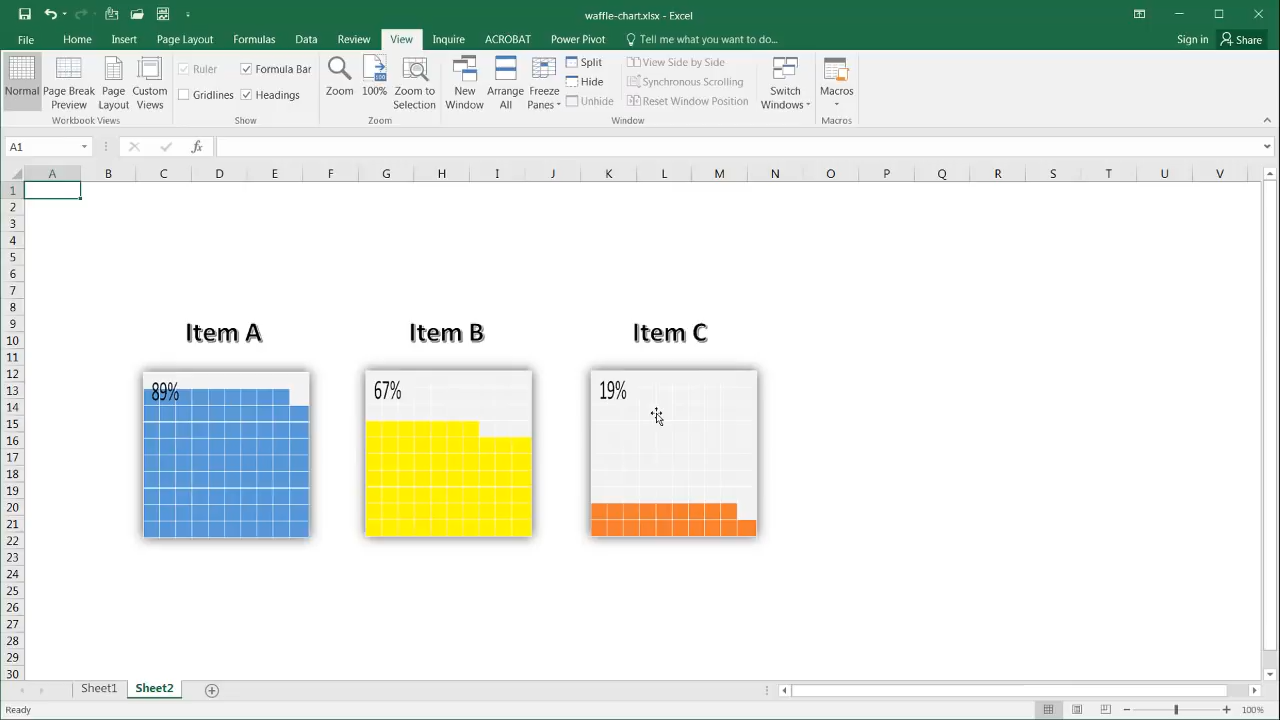 waffle-chart.xlsx - Excel
File Home Insert Page Layout Formulas Data Review View Inquire ACROBAT Power Pivot Tell me what you want to do... Sign in Share
Normal
Page Break Preview
Page Layout
Custom Views
Workbook Views
Ruler
Formula Bar
Gridlines
Headings
Show
Zoom
100
100%
Zoom to Selection
Zoom
New Window
Arrange All
Freeze Panes
Split
Hide
Unhide
View Side by Side
Synchronous Scrolling
Reset Window Position
Switch Windows
Window
Macros
Macros
A1 fx
A B C D E F G H I J K L M N O P Q R S T U V
1
2
3
4
5
6
7
8
9
10
11
12
13
14
15
16
17
18
19
20
21
22
23
24
25
26
27
28
29
30
Item A Item B Item C
89% 67% 19%
Sheet1 Sheet2
Ready 100%